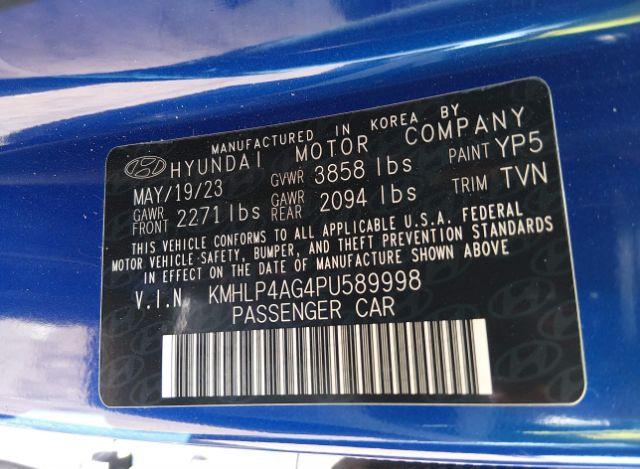 MANUFACTURED IN KOREA BY
HYUNDAI MOTOR COMPANY
MAY/19/23 GVWR 3858 lbs PAINT YP5
GAWR FRONT 2271 lbs GAWR REAR 2094 lbs TRIM TVN
THIS VEHICLE CONFORMS TO ALL APPLICABLE U.S.A. FEDERAL
MOTOR VEHICLE-SAFETY, BUMPER, AND THEFT PREVENTION STANDARDS
IN EFFECT ON THE DATE OF MANUFACTURE SHOWN ABOVE
V.I.N KMHLP4AG4PU589998
PASSENGER CAR